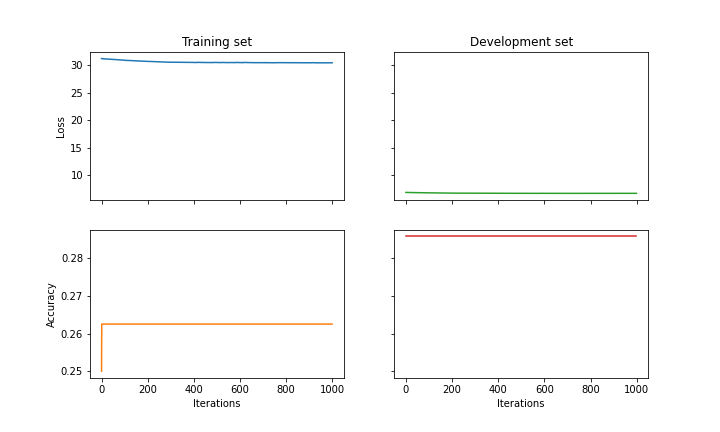 Training set
Development set
30
25
20
15
10
Loss
0.28
0.27
0.26
0.25
Accuracy
0 200 400 600 800 1000
0 200 400 600 800 1000
Iterations
Iterations